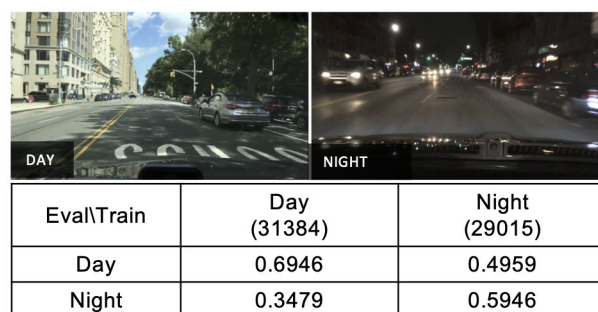 DAY
NIGHT
Eval\Train
Day
(31384)
Night
(29015)
Day
0.6946
0.4959
Night
0.3479
0.5946